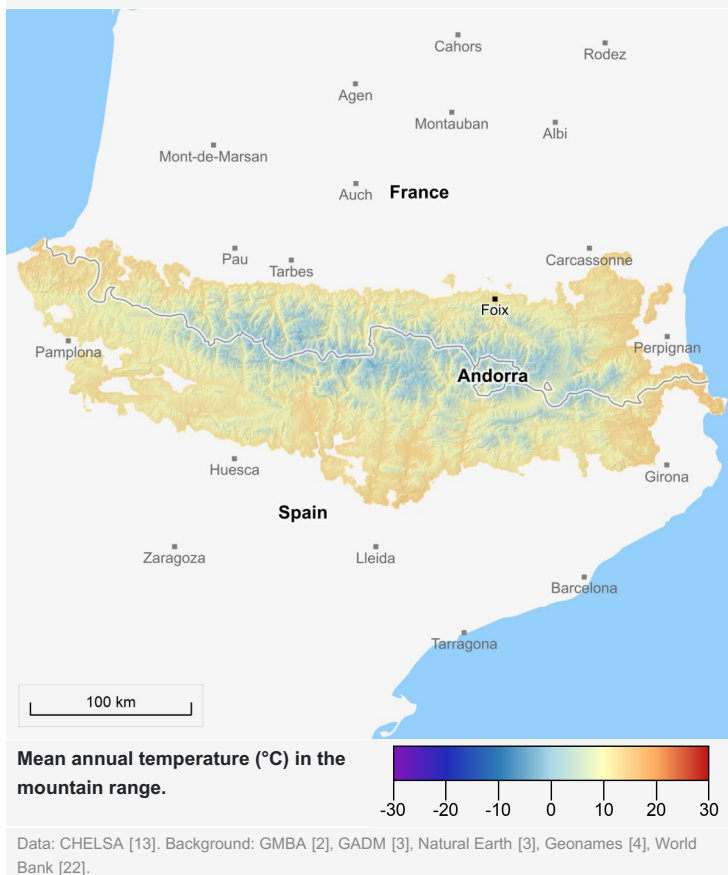 Cahors
Rodez
Agen
Montauban
Albi
Mont-de-Marsan
Auch
France
Pau
Tarbes
Carcassonne
Foix
Pamplona
Perpignan
Andorra
Huesca
Girona
Spain
Zaragoza
Lleida
Barcelona
Tarragona
100 km
Mean annual temperature (°C) in the
mountain range.
-30 -20 -10 0 10 20 30
Data: CHELSA [13]. Background: GMBA [2], GADM [3], Natural Earth [3], Geonames [4], World
Bank [22].